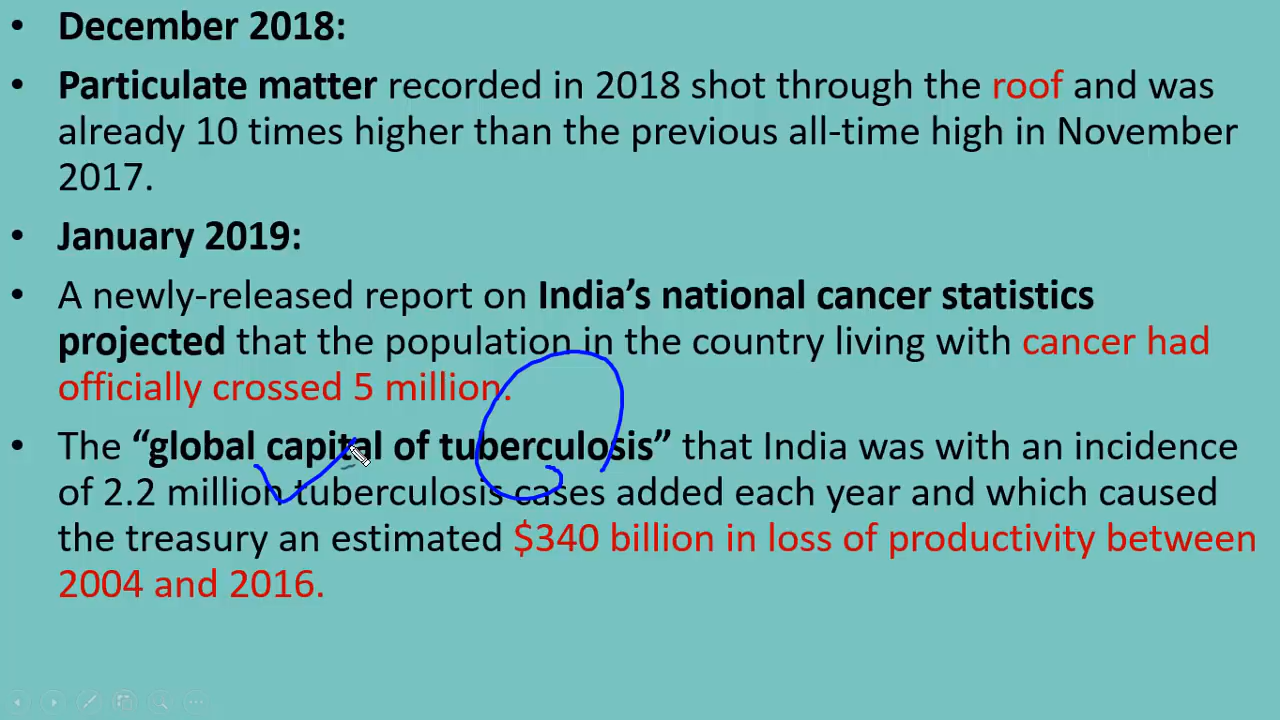 • December 2018:
• Particulate matter recorded in 2018 shot through the roof and was
already 10 times higher than the previous all-time high in November
2017.
• January 2019:
• A newly-released report on India’s national cancer statistics
projected that the population in the country living with cancer had
officially crossed 5 million.
• The “global capital of tuberculosis” that India was with an incidence
of 2.2 million tuberculosis cases added each year and which caused
the treasury an estimated $340 billion in loss of productivity between
2004 and 2016.